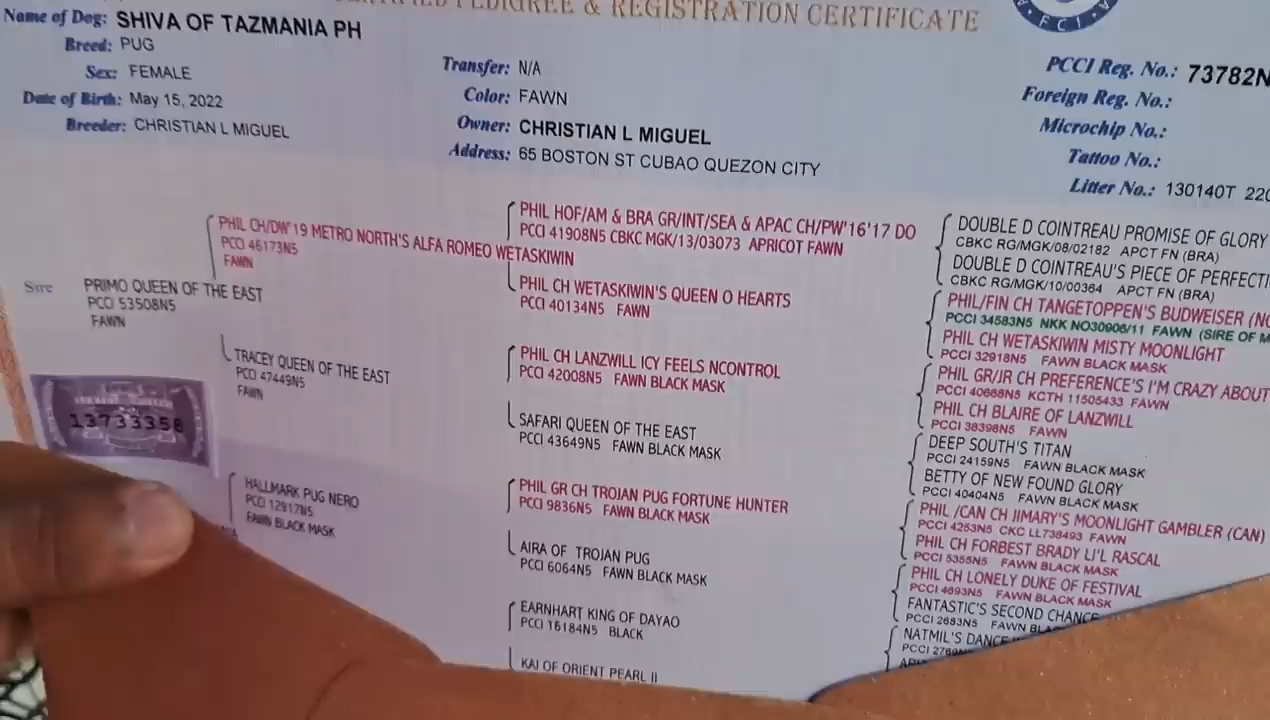 CERTIFIED PEDIGREE & REGISTRATION CERTIFICATE
FCI
Name of Dog: SHIVA OF TAZMANIA PH
Breed: PUG
Sex: FEMALE
Date of Birth: May 15, 2022
Breeder: CHRISTIAN L MIGUEL
Transfer: N/A
Color: FAWN
Owner: CHRISTIAN L MIGUEL
Address: 65 BOSTON ST CUBAO QUEZON CITY
PCCI Reg. No.: 73782N
Foreign Reg. No.:
Microchip No.:
Tattoo No.:
Litter No.: 130140T 220
Sire
PRIMO QUEEN OF THE EAST
PCCI 53508N5
FAWN
13733358
PHIL CH/DW'19 METRO NORTH'S ALFA ROMEO WETASKIWIN
PCCI 46173N5
FAWN
TRACEY QUEEN OF THE EAST
PCCI 47449N5
FAWN
HALLMARK PUG NERO
PCCI 12917N5
FAWN BLACK MASK
PHIL HOF/AM & BRA GR/INT/SEA & APAC CH/PW'16'17 DO
PCCI 41908N5 CBKC MGK/13/03073 APRICOT FAWN
PHIL CH WETASKIWIN'S QUEEN O HEARTS
PCCI 40134N5 FAWN
PHIL CH LANZWILL ICY FEELS NCONTROL
PCCI 42008N5 FAWN BLACK MASK
SAFARI QUEEN OF THE EAST
PCCI 43649N5 FAWN BLACK MASK
PHIL GR CH TROJAN PUG FORTUNE HUNTER
PCCI 9836N5 FAWN BLACK MASK
AIRA OF TROJAN PUG
PCCI 6064N5 FAWN BLACK MASK
EARNHART KING OF DAYAO
PCCI 16184N5 BLACK
KAI OF ORIENT PEARL II
DOUBLE D COINTREAU PROMISE OF GLORY
CBKC RG/MGK/08/02182 APCT FN (BRA)
DOUBLE D COINTREAU'S PIECE OF PERFECTI
CBKC RG/MGK/10/00364 APCT FN (BRA)
PHIL/FIN CH TANGETOPPEN'S BUDWEISER (NO
PCCI 34583N5 NKK NO30906/11 FAWN (SIRE OF M
PHIL CH WETASKIWIN MISTY MOONLIGHT
PCCI 32918N5 FAWN BLACK MASK
PHIL GR/JR CH PREFERENCE'S I'M CRAZY ABOUT
PCCI 40668N5 KCTH 11505433 FAWN
PHIL CH BLAIRE OF LANZWILL
PCCI 38398N5 FAWN
DEEP SOUTH'S TITAN
PCCI 24159N5 FAWN BLACK MASK
BETTY OF NEW FOUND GLORY
PCCI 40404N5 FAWN BLACK MASK
PHIL /CAN CH JIMARY'S MOONLIGHT GAMBLER (CAN)
PCCI 4253N5 CKC LL738493 FAWN
PHIL CH FORBEST BRADY LI'L RASCAL
PCCI 5355N5 FAWN BLACK MASK
PHIL CH LONELY DUKE OF FESTIVAL
PCCI 4693N5 FAWN BLACK MASK
FANTASTIC'S SECOND CHANCE
PCCI 2683N5 FAWN BLA
NATMIL'S DANCE